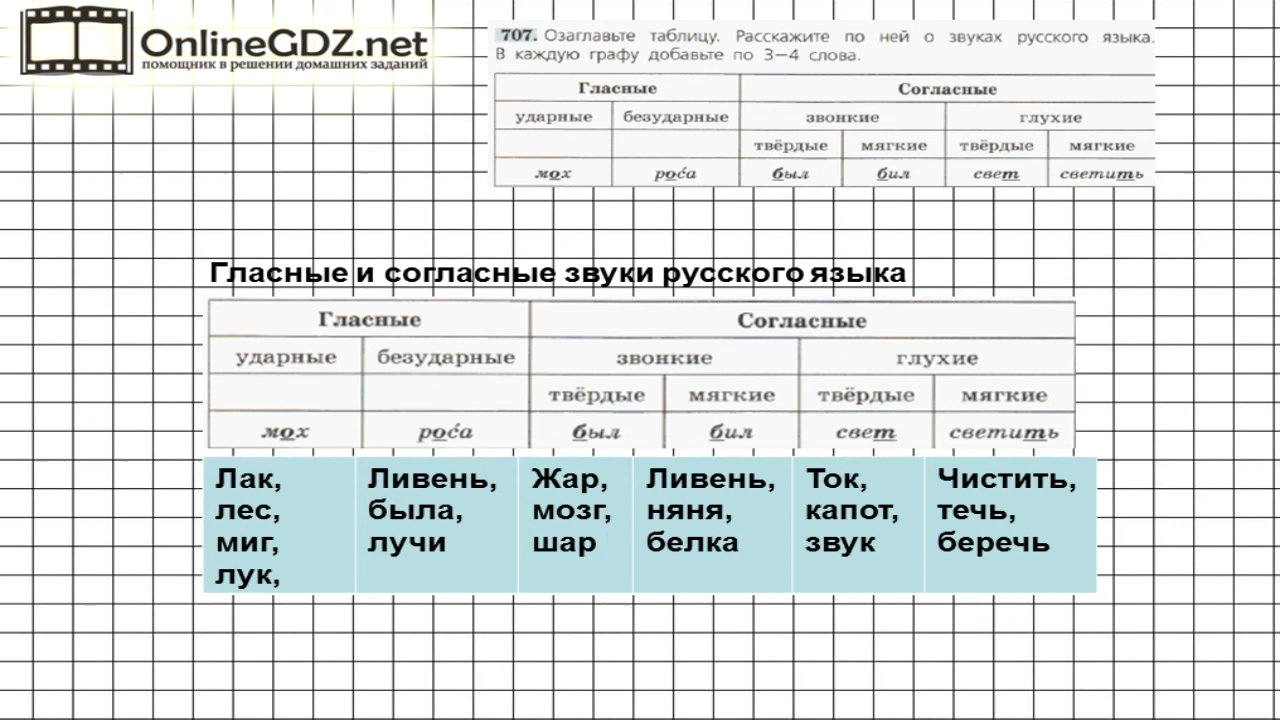 OnlineGDZ.net
помощник в решении домашних заданий
707. Озаглавьте таблицу. Расскажите по ней о звуках русского языка.
В каждую графу добавьте по 3—4 слова.
Гласные Согласные
ударные безударные звонкие глухие
твёрдые мягкие твёрдые мягкие
мох роса́ был бил свет светить
Гласные и согласные звуки русского языка
Гласные Согласные
ударные безударные звонкие глухие
твёрдые мягкие твёрдые мягкие
мох роса́ был бил свет светить
Лак, Ливень, Жар, Ливень, Ток, Чистить,
лес, была, мозг, няня, капот, течь,
миг, лучи шар белка звук беречь
лук,